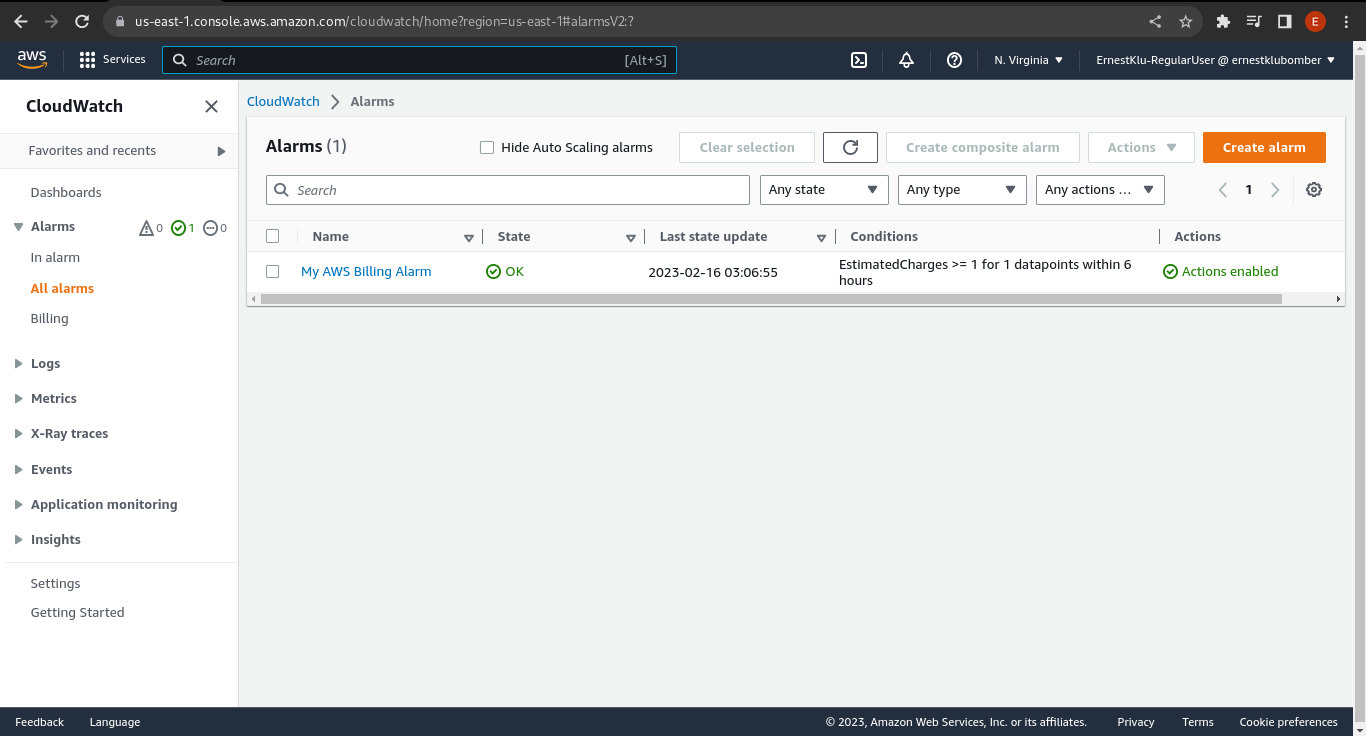 us-east-1.console.aws.amazon.com/cloudwatch/home?region=us-east-1#alarmsV2:?
E
aws
Services
Search
[Alt+S]
N. Virginia
ErnestKlu-RegularUser @ ernestklubomber
CloudWatch
Favorites and recents
Dashboards
Alarms
0
1
0
In alarm
All alarms
Billing
Logs
Metrics
X-Ray traces
Events
Application monitoring
Insights
Settings
Getting Started
CloudWatch
Alarms
Alarms (1)
Hide Auto Scaling alarms
Clear selection
Create composite alarm
Actions
Create alarm
Search
Any state
Any type
Any actions ...
1
Name
State
Last state update
Conditions
Actions
My AWS Billing Alarm
OK
2023-02-16 03:06:55
EstimatedCharges >= 1 for 1 datapoints within 6
hours
Actions enabled
Feedback
Language
© 2023, Amazon Web Services, Inc. or its affiliates.
Privacy
Terms
Cookie preferences